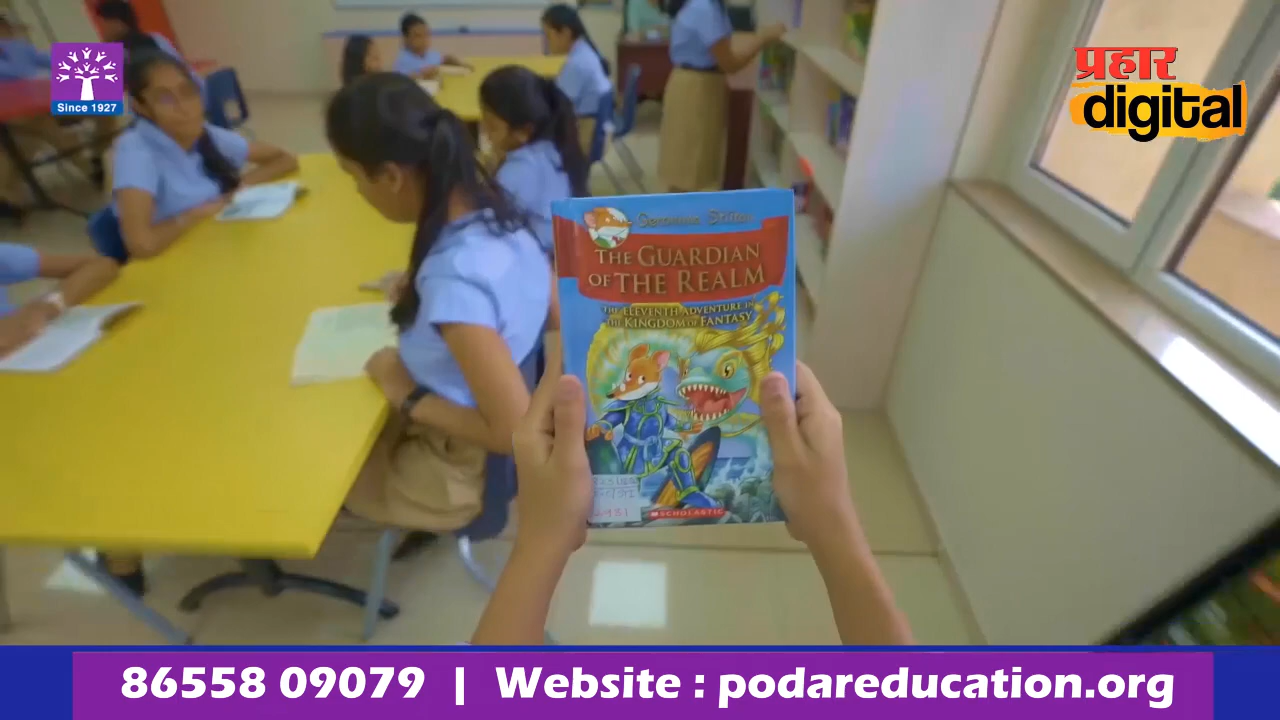 Since 1927
प्रहार
digital
Geronimo Stilton
THE GUARDIAN
OF THE REALM
THE ELEVENTH ADVENTURE IN
THE KINGDOM OF FANTASY
SCHOLASTIC
86558 09079 | Website : podareducation.org